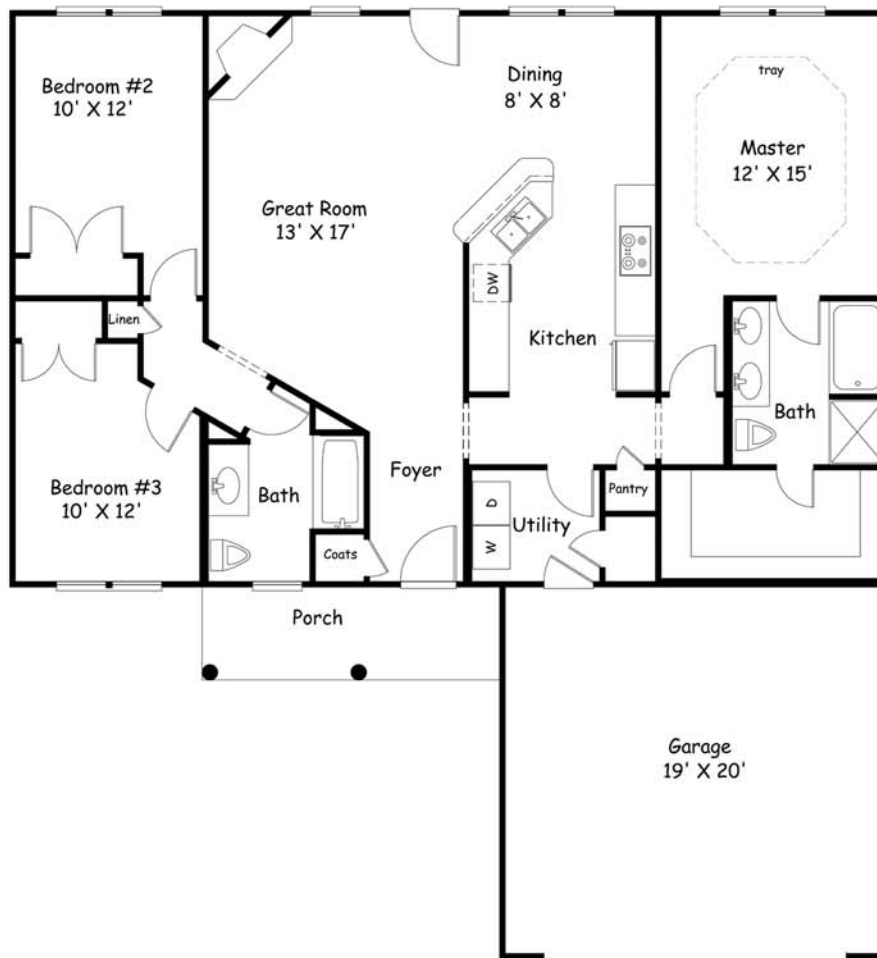 Bedroom #2
10' X 12'
Dining
8' X 8'
tray
Master
12' X 15'
Great Room
13' X 17'
DW
Linen
Kitchen
Bath
Bedroom #3
10' X 12'
Bath
Foyer
D
W
Utility
Pantry
Coats
Porch
Garage
19' X 20'